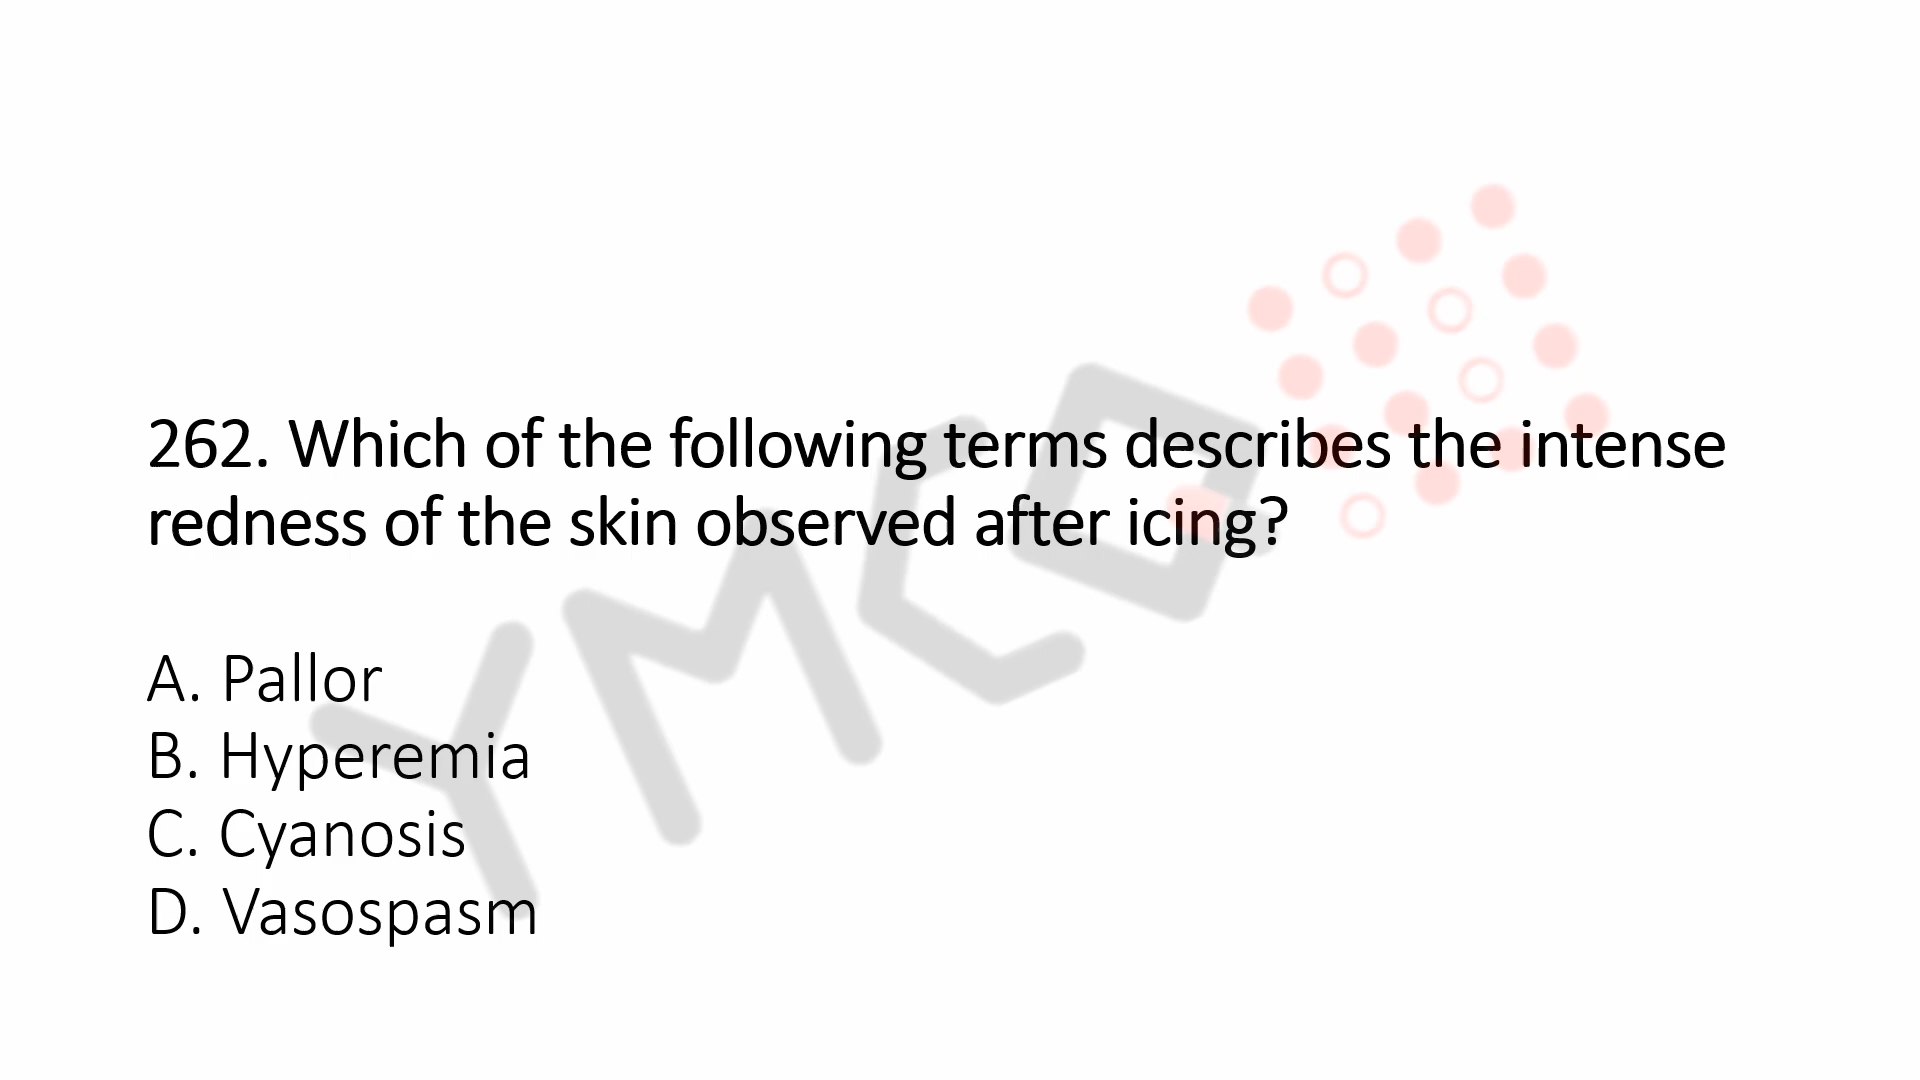 262. Which of the following terms describes the intense
redness of the skin observed after icing?
A. Pallor
B. Hyperemia
C. Cyanosis
D. Vasospasm
YMCO